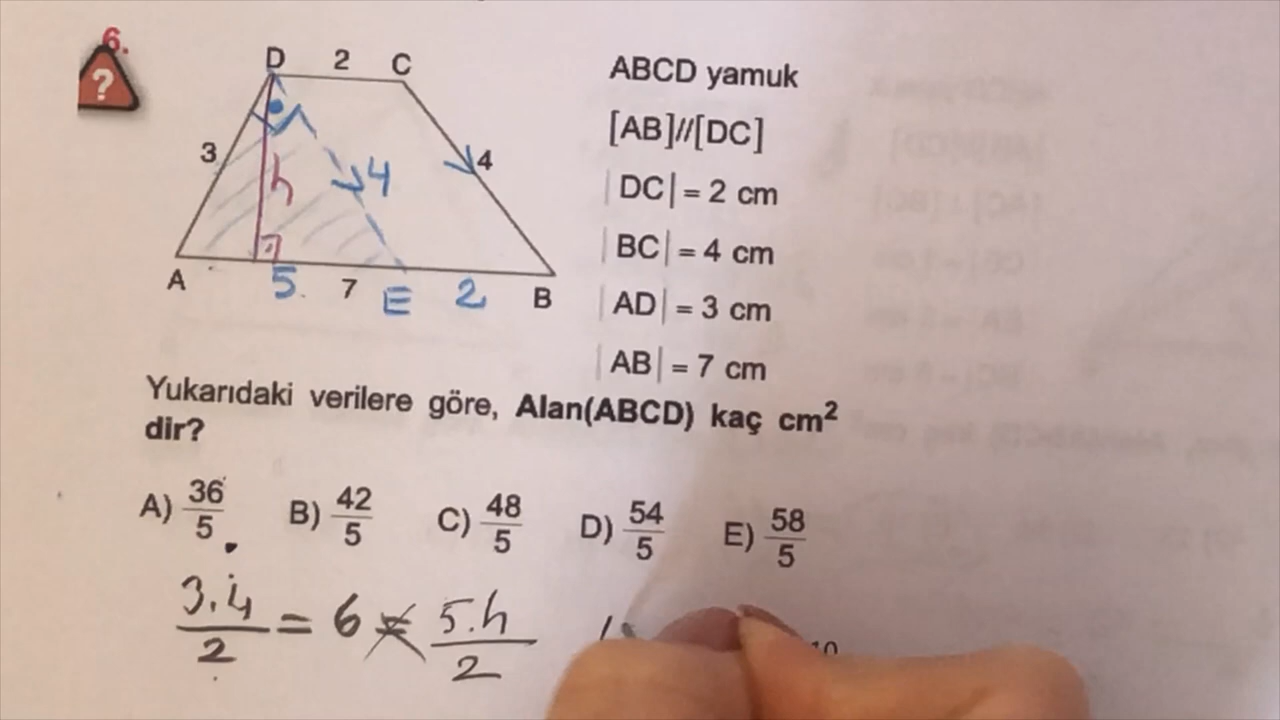 6.
?
D 2 C
ABCD yamuk
[AB]//[DC]
3 h 4 4
|DC| = 2 cm
|BC| = 4 cm
A 5 7 E 2 B
|AD| = 3 cm
|AB| = 7 cm
Yukarıdaki verilere göre, Alan(ABCD) kaç cm²
dir?
A) 36/5 B) 42/5 C) 48/5 D) 54/5 E) 58/5
3.4/2 = 6 = 5.h/2